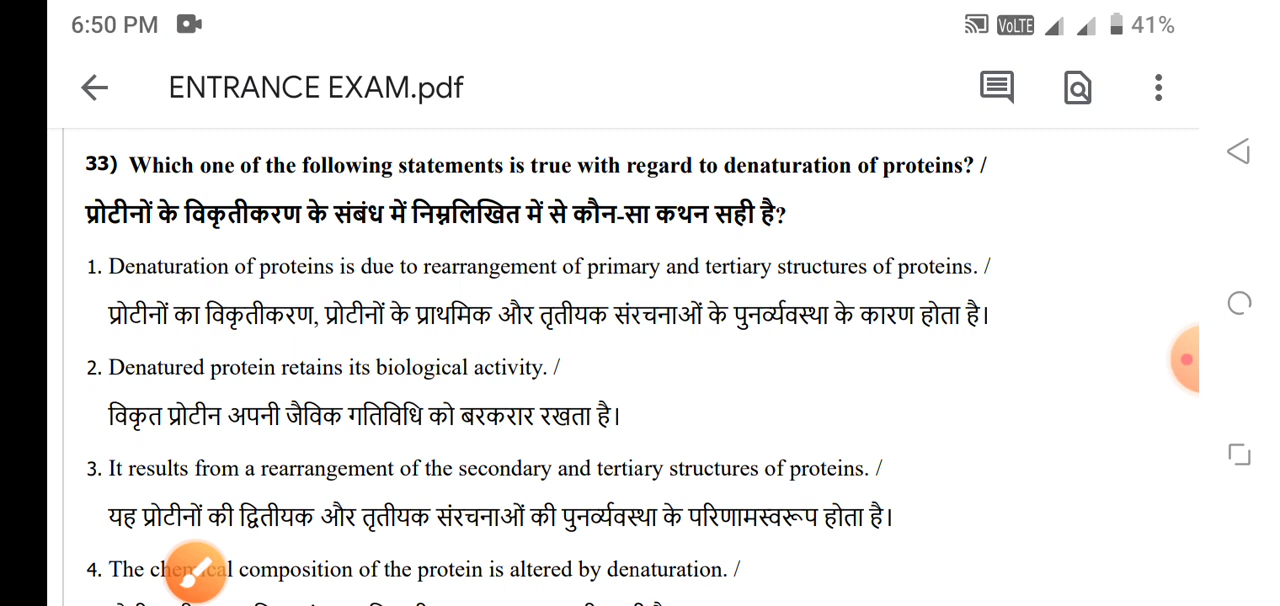 6:50 PM VoLTE 41%
ENTRANCE EXAM.pdf
33) Which one of the following statements is true with regard to denaturation of proteins? /
प्रोटीनों के विकृतीकरण के संबंध में निम्नलिखित में से कौन-सा कथन सही है?
1. Denaturation of proteins is due to rearrangement of primary and tertiary structures of proteins. /
प्रोटीनों का विकृतीकरण, प्रोटीनों के प्राथमिक और तृतीयक संरचनाओं के पुनर्व्यवस्था के कारण होता है।
2. Denatured protein retains its biological activity. /
विकृत प्रोटीन अपनी जैविक गतिविधि को बरकरार रखता है।
3. It results from a rearrangement of the secondary and tertiary structures of proteins. /
यह प्रोटीनों की द्वितीयक और तृतीयक संरचनाओं की पुनर्व्यवस्था के परिणामस्वरूप होता है।
4. The chemical composition of the protein is altered by denaturation. /